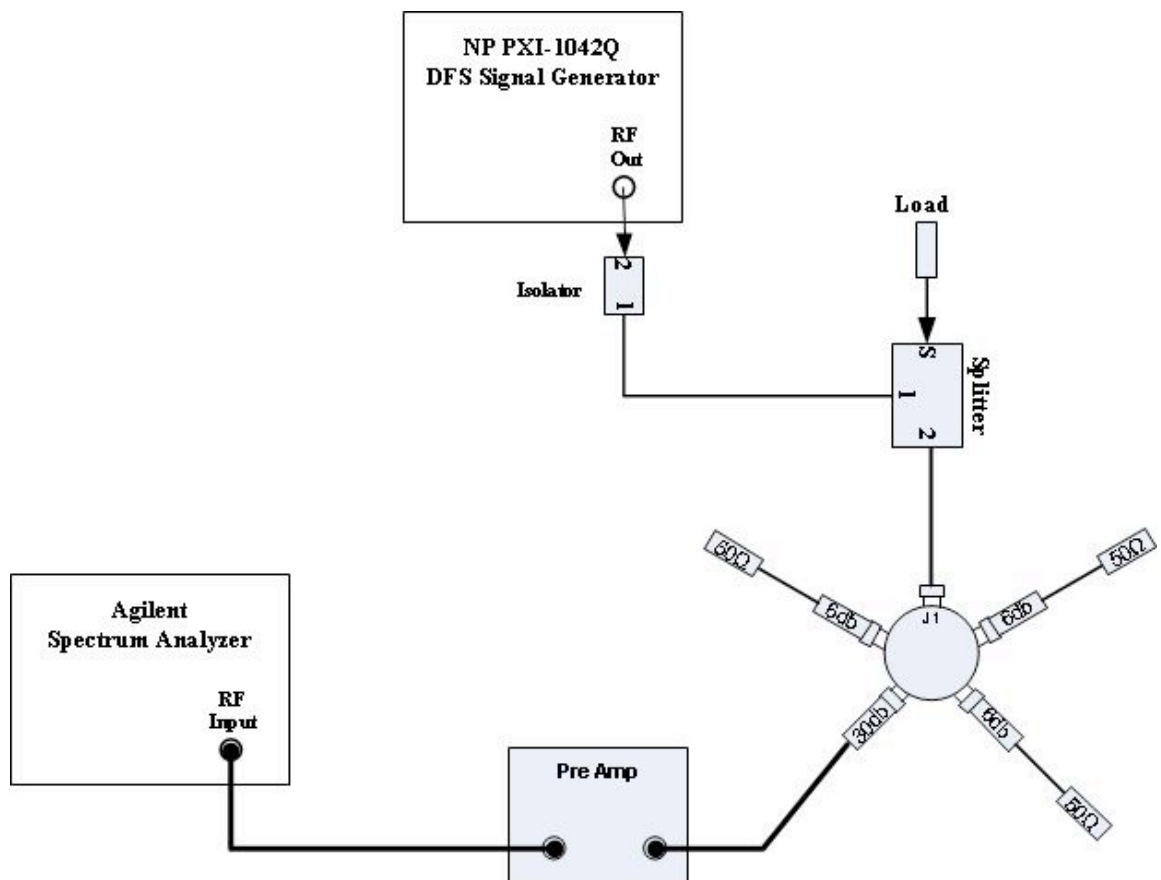 NP PXI-1042Q
DFS Signal Generator
RF
Out
Load
2
1
Isolator
S
1
2
Splitter
50Ω
50Ω
6db
6db
J1
Agilent
Spectrum Analyzer
RF
Input
30db
6db
50Ω
Pre Amp